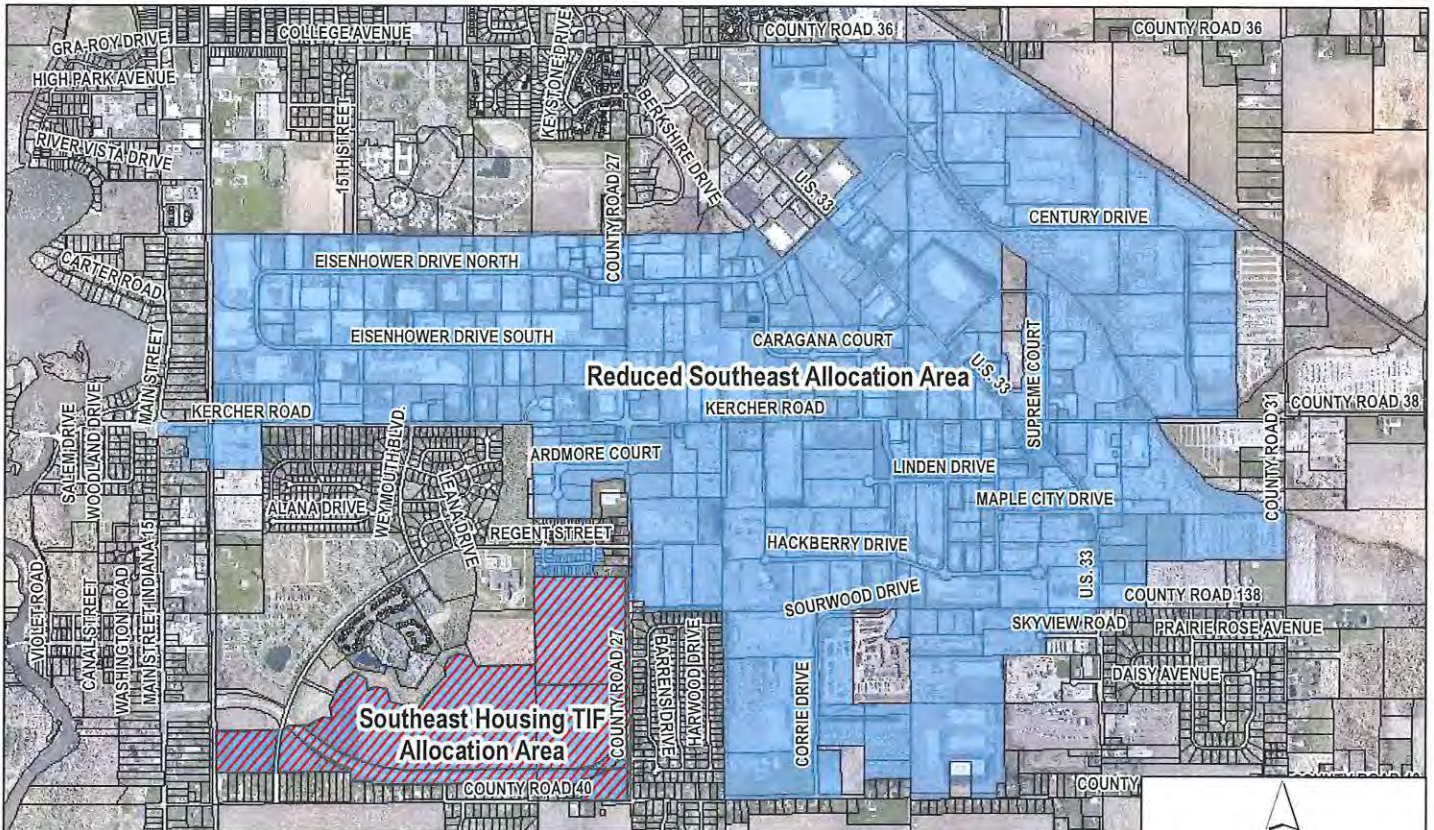 COUNTY ROAD 36
COUNTY ROAD 36
COLLEGE AVENUE
GRA-ROY DRIVE
HIGH PARK AVENUE
KEYSTONE DRIVE
BERKSHIRE DRIVE
RIVER VISTA DRIVE
15TH STREET
U.S. 33
COUNTY ROAD 27
CENTURY DRIVE
CARTER ROAD
EISENHOWER DRIVE NORTH
MAIN STREET
EISENHOWER DRIVE SOUTH
CARAGANA COURT
Reduced Southeast Allocation Area
U.S. 33
SUPREME COURT
SALEM DRIVE
WOODLAND DRIVE
KERCHER ROAD
KERCHER ROAD
COUNTY ROAD 38
COUNTY ROAD 31
ARDMORE COURT
WEYMOUTH BLVD.
LEANA DRIVE
LINDEN DRIVE
ALANA DRIVE
MAPLE CITY DRIVE
REGENT STREET
HACKBERRY DRIVE
VIOLET ROAD
CANAL STREET
WASHINGTON ROAD
MAIN STREET INDIANA 15
U.S. 33
COUNTY ROAD 138
SOURWOOD DRIVE
SKYVIEW ROAD
PRAIRIE ROSE AVENUE
COUNTY ROAD 27
BARRENS DRIVE
HARWOOD DRIVE
DAISY AVENUE
CORRIE DRIVE
Southeast Housing TIF
Allocation Area
COUNTY ROAD 40
COUNTY